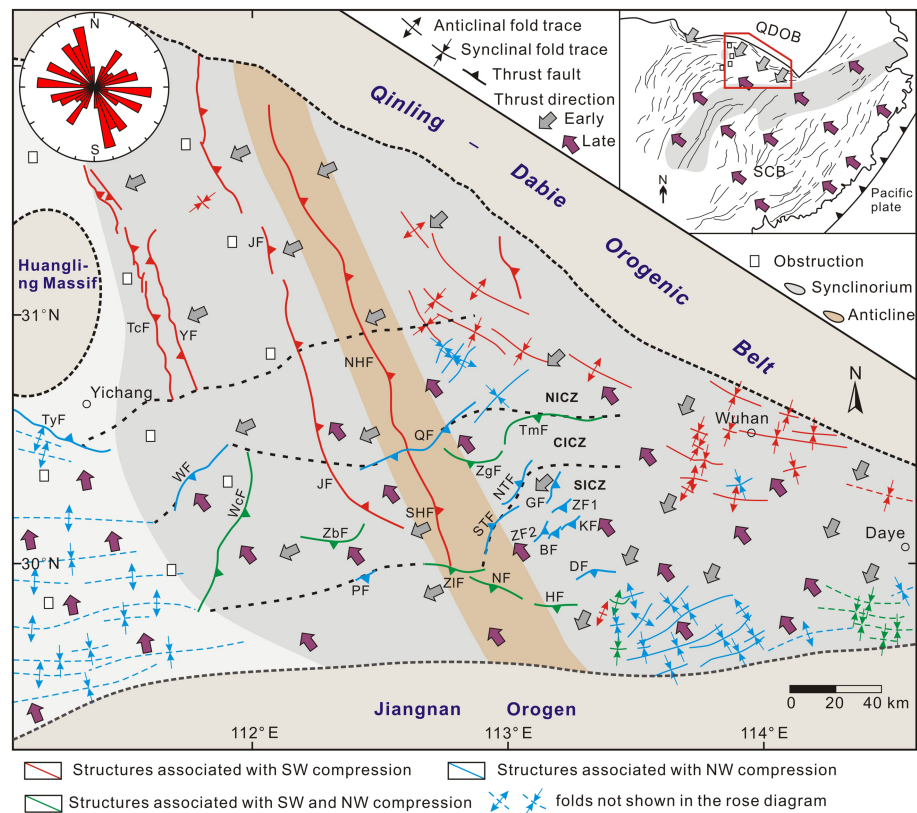 N
S
Anticlinal fold trace
Synclinal fold trace
Thrust fault
Thrust direction
Early
Late
QDOB
SCB
N
Pacific
plate
Obstruction
Synclinorium
Anticline
Qinling – Dabie Orogenic Belt
Huangli-
ng Massif
31°N
TcF
YF
JF
NHF
Yichang
TyF
WF
WcF
JF
QF
ZgF
TmF
NICZ
CICZ
SICZ
Wuhan
N
NTF
GF
ZF1
STF
ZF2
KF
BF
SHF
ZbF
Daye
30°N
PF
ZIF
NF
HF
DF
0 20 40 km
Jiangnan Orogen
112°E
113°E
114°E
Structures associated with SW compression
Structures associated with NW compression
Structures associated with SW and NW compression
folds not shown in the rose diagram